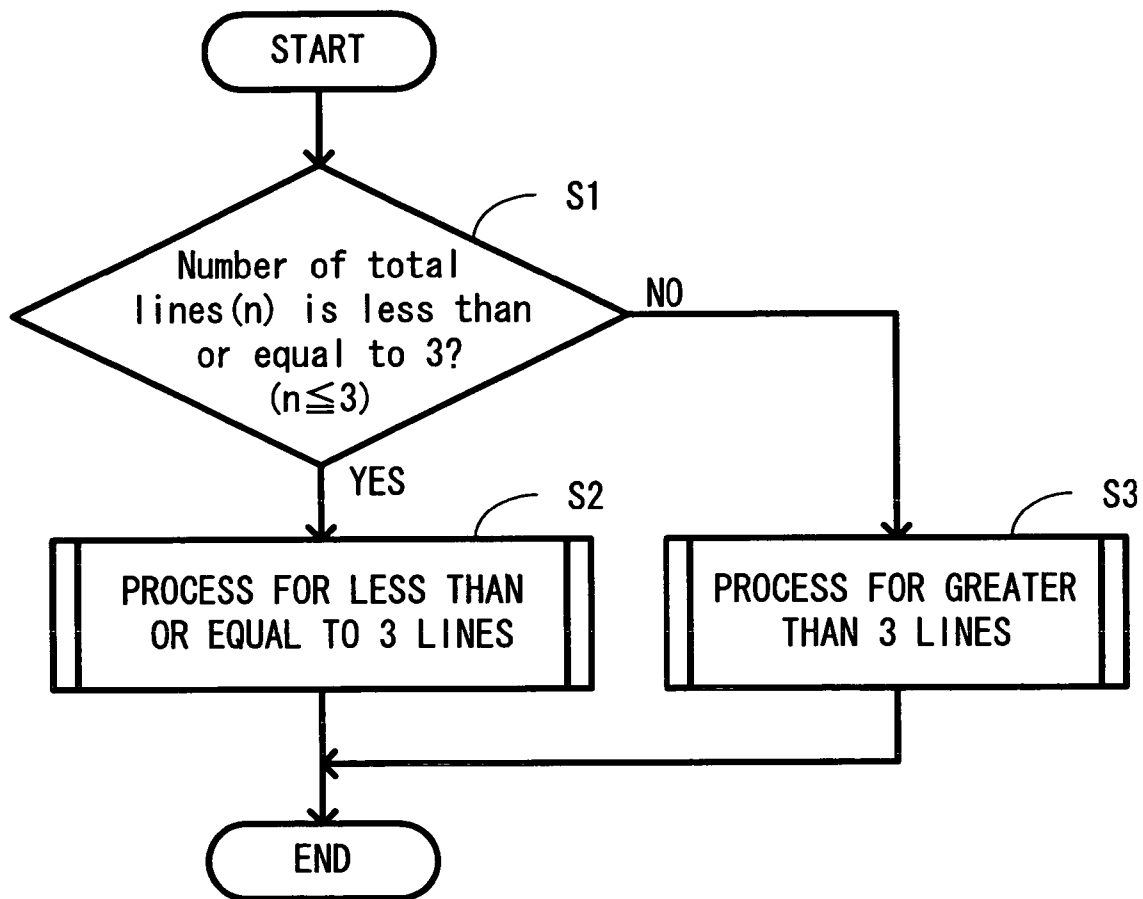 START
S1
Number of total
lines(n) is less than
or equal to 3?
(n≦3)
NO
YES
S2
PROCESS FOR LESS THAN
OR EQUAL TO 3 LINES
S3
PROCESS FOR GREATER
THAN 3 LINES
END